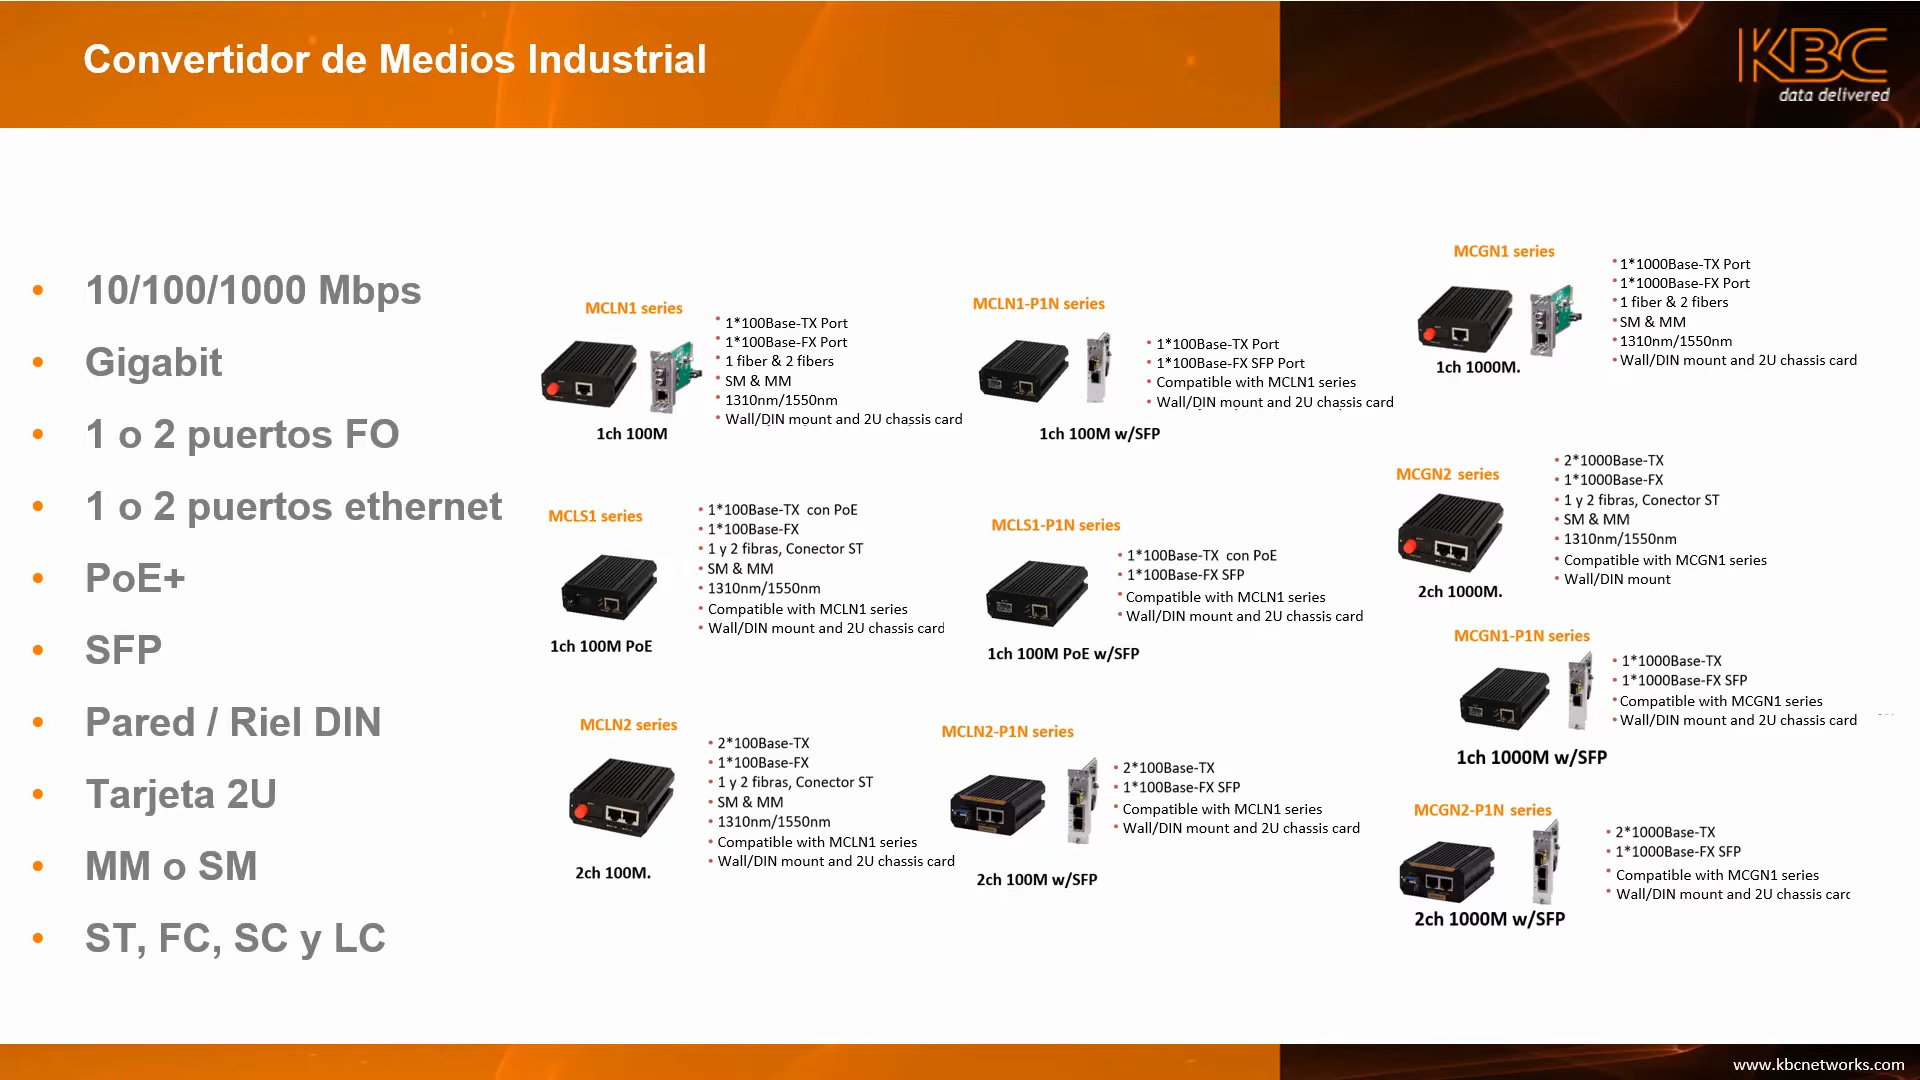 Convertidor de Medios Industrial
KBC
data delivered
• 10/100/1000 Mbps
• Gigabit
• 1 o 2 puertos FO
• 1 o 2 puertos ethernet
• PoE+
• SFP
• Pared / Riel DIN
• Tarjeta 2U
• MM o SM
• ST, FC, SC y LC
MCLN1 series
• 1*100Base-TX Port
• 1*100Base-FX Port
• 1 fiber & 2 fibers
• SM & MM
• 1310nm/1550nm
• Wall/DIN mount and 2U chassis card
1ch 100M
MCLN1-P1N series
• 1*100Base-TX Port
• 1*100Base-FX SFP Port
• Compatible with MCLN1 series
• Wall/DIN mount and 2U chassis card
1ch 100M w/SFP
MCGN1 series
• 1*1000Base-TX Port
• 1*1000Base-FX Port
• 1 fiber & 2 fibers
• SM & MM
• 1310nm/1550nm
• Wall/DIN mount and 2U chassis card
1ch 1000M.
MCLS1 series
• 1*100Base-TX con PoE
• 1*100Base-FX
• 1 y 2 fibras, Conector ST
• SM & MM
• 1310nm/1550nm
• Compatible with MCLN1 series
• Wall/DIN mount and 2U chassis card
1ch 100M PoE
MCLS1-P1N series
• 1*100Base-TX con PoE
• 1*100Base-FX SFP
• Compatible with MCLN1 series
• Wall/DIN mount and 2U chassis card
1ch 100M PoE w/SFP
MCGN2 series
• 2*1000Base-TX
• 1*1000Base-FX
• 1 y 2 fibras, Conector ST
• SM & MM
• 1310nm/1550nm
• Compatible with MCGN1 series
• Wall/DIN mount
2ch 1000M.
MCGN1-P1N series
• 1*1000Base-TX
• 1*1000Base-FX SFP
• Compatible with MCGN1 series
• Wall/DIN mount and 2U chassis card
1ch 1000M w/SFP
MCLN2 series
• 2*100Base-TX
• 1*100Base-FX
• 1 y 2 fibras, Conector ST
• SM & MM
• 1310nm/1550nm
• Compatible with MCLN1 series
• Wall/DIN mount and 2U chassis card
2ch 100M.
MCLN2-P1N series
• 2*100Base-TX
• 1*100Base-FX SFP
• Compatible with MCLN1 series
• Wall/DIN mount and 2U chassis card
2ch 100M w/SFP
MCGN2-P1N series
• 2*1000Base-TX
• 1*1000Base-FX SFP
• Compatible with MCGN1 series
• Wall/DIN mount and 2U chassis card
2ch 1000M w/SFP
www.kbcnetworks.com